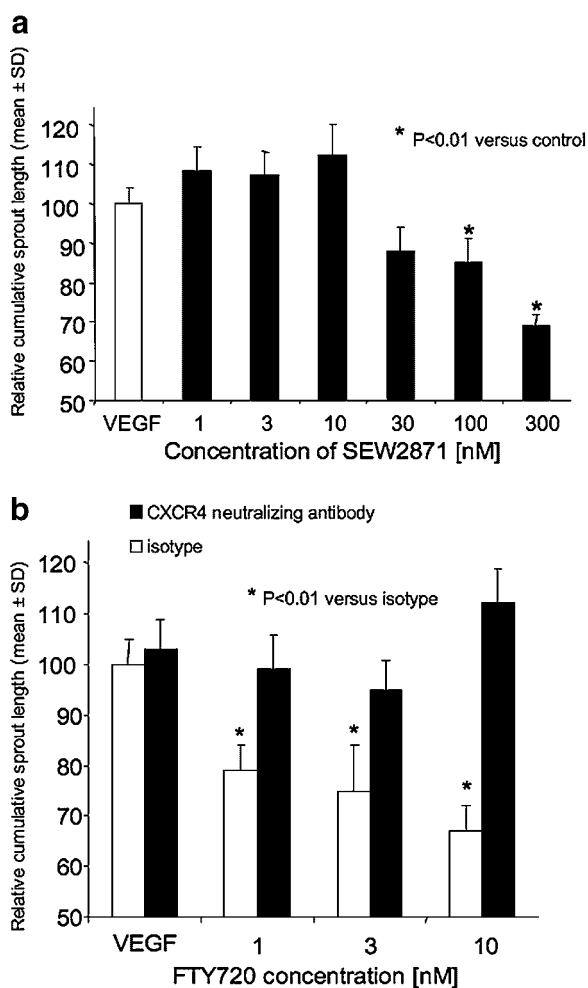 a
Relative cumulative sprout length (mean ± SD)
120
110
100
90
80
70
60
50
* P<0.01 versus control
*
*
VEGF 1 3 10 30 100 300
Concentration of SEW2871 [nM]
b
CXCR4 neutralizing antibody
isotype
* P<0.01 versus isotype
Relative cumulative sprout length (mean ± SD)
120
110
100
90
80
70
60
50
*
*
*
VEGF 1 3 10
FTY720 concentration [nM]